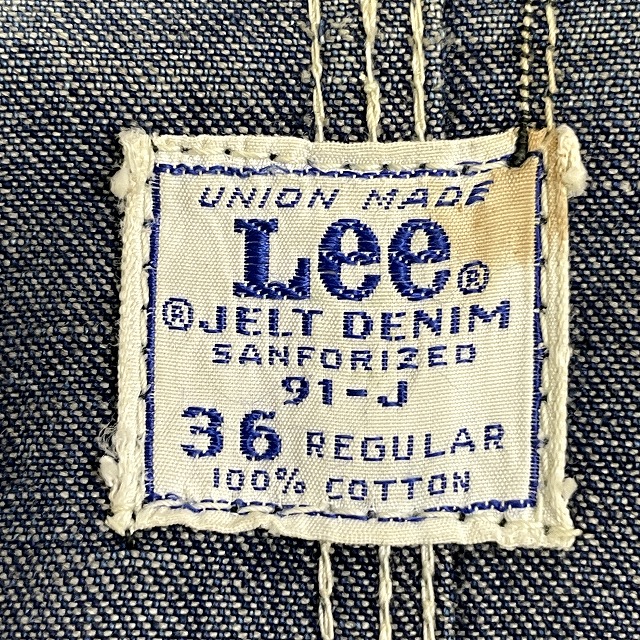 UNION MADE
Lee®
®JELT DENIM
SANFORIZED
91-J
36 REGULAR
100% COTTON